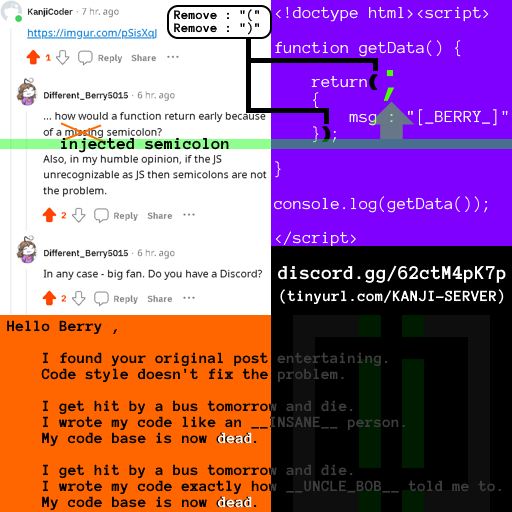 KanjiCoder · 7 hr. ago
https://imgur.com/pSisXqJ
1 Reply Share ...
Different_Berry5015 · 6 hr. ago
... how would a function return early because
of a missing semicolon?
injected semicolon
Also, in my humble opinion, if the JS
unrecognizable as JS then semicolons are not
the problem.
2 Reply Share ...
Different_Berry5015 · 6 hr. ago
In any case - big fan. Do you have a Discord?
2 Reply Share ...
Remove : "("
Remove : ")"
<!doctype html><script>
function getData() {
return( ;
{
msg : "[_BERRY_]"
});
}
console.log(getData());
</script>
discord.gg/62ctM4pK7p
(tinyurl.com/KANJI-SERVER)
Hello Berry ,
I found your original post entertaining.
Code style doesn't fix the problem.
I get hit by a bus tomorrow and die.
I wrote my code like an __INSANE__ person.
My code base is now dead.
I get hit by a bus tomorrow and die.
I wrote my code exactly how __UNCLE_BOB__ told me to.
My code base is now dead.